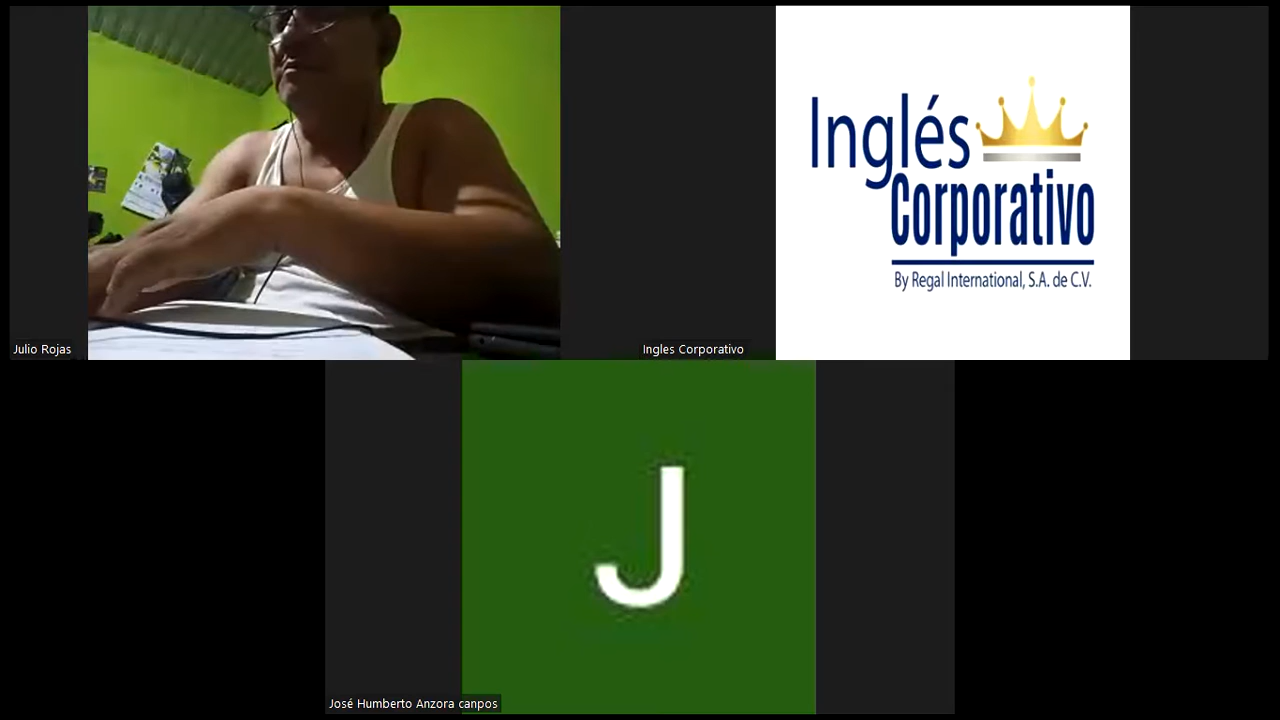 Inglés
Corporativo
By Regal International, S.A. de C.V.
Julio Rojas
Ingles Corporativo
J
José Humberto Anzora canpos